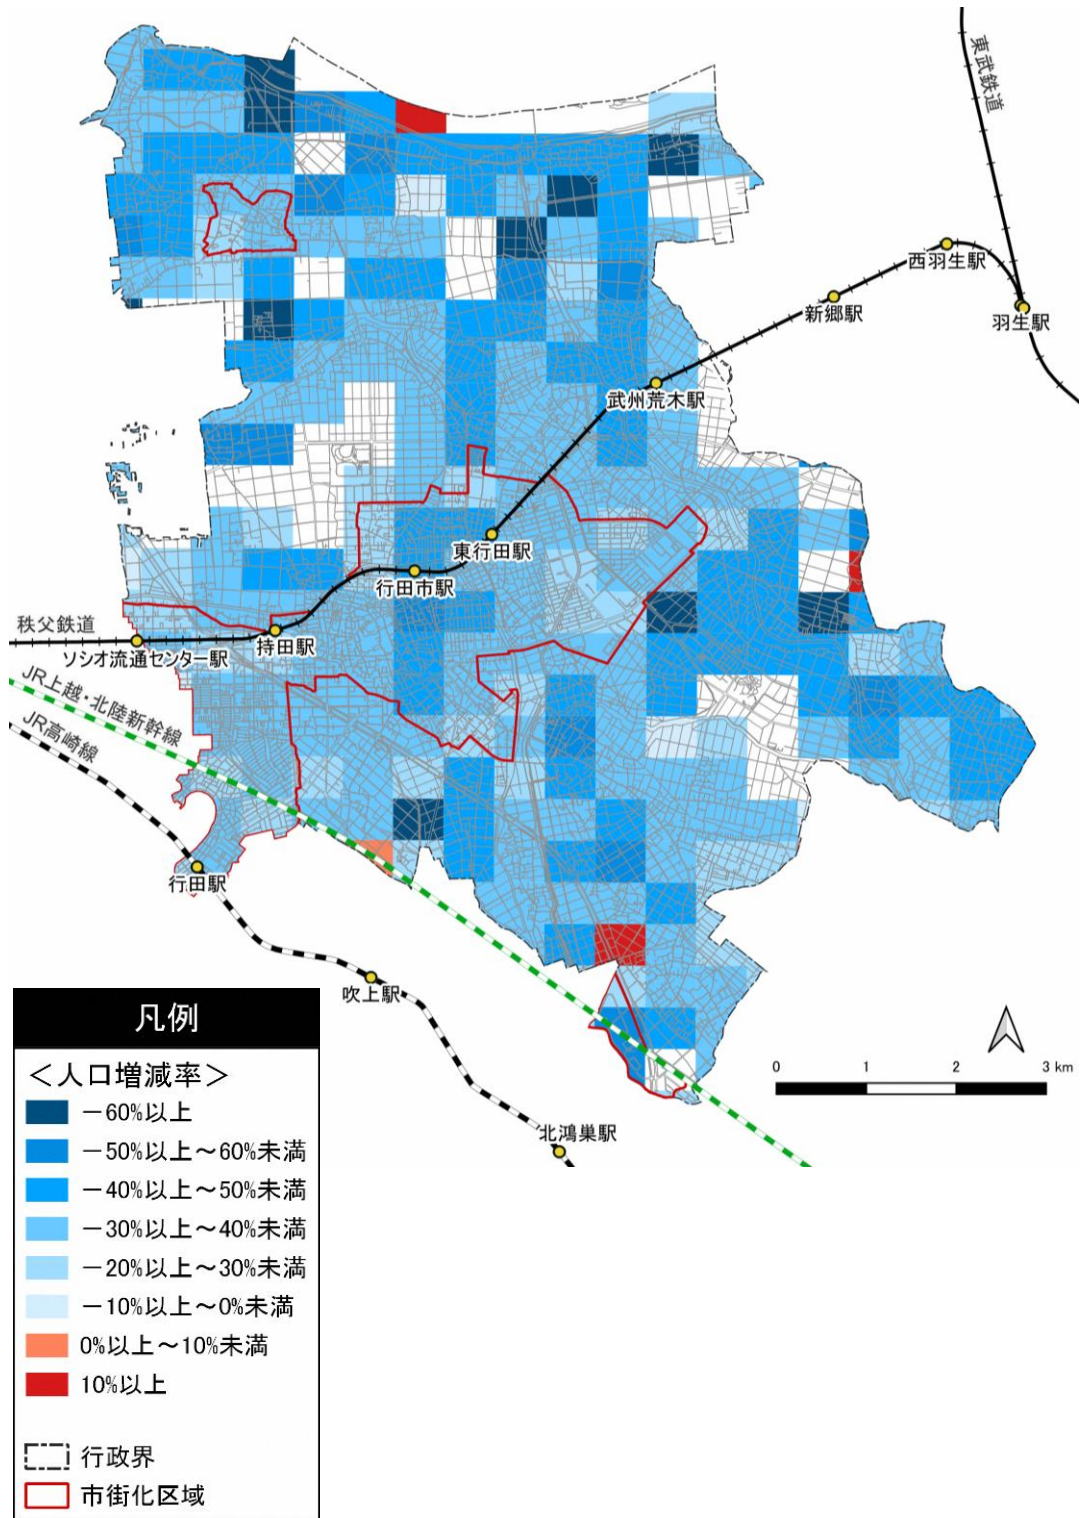 東武鉄道
西羽生駅
新郷駅
羽生駅
武州荒木駅
東行田駅
行田市駅
秩父鉄道
持田駅
ソシオ流通センター駅
JR上越・北陸新幹線
JR高崎線
行田駅
吹上駅
北鴻巣駅
0 1 2 3 km
凡例
＜人口増減率＞
－60%以上
－50%以上～60%未満
－40%以上～50%未満
－30%以上～40%未満
－20%以上～30%未満
－10%以上～0%未満
0%以上～10%未満
10%以上
行政界
市街化区域